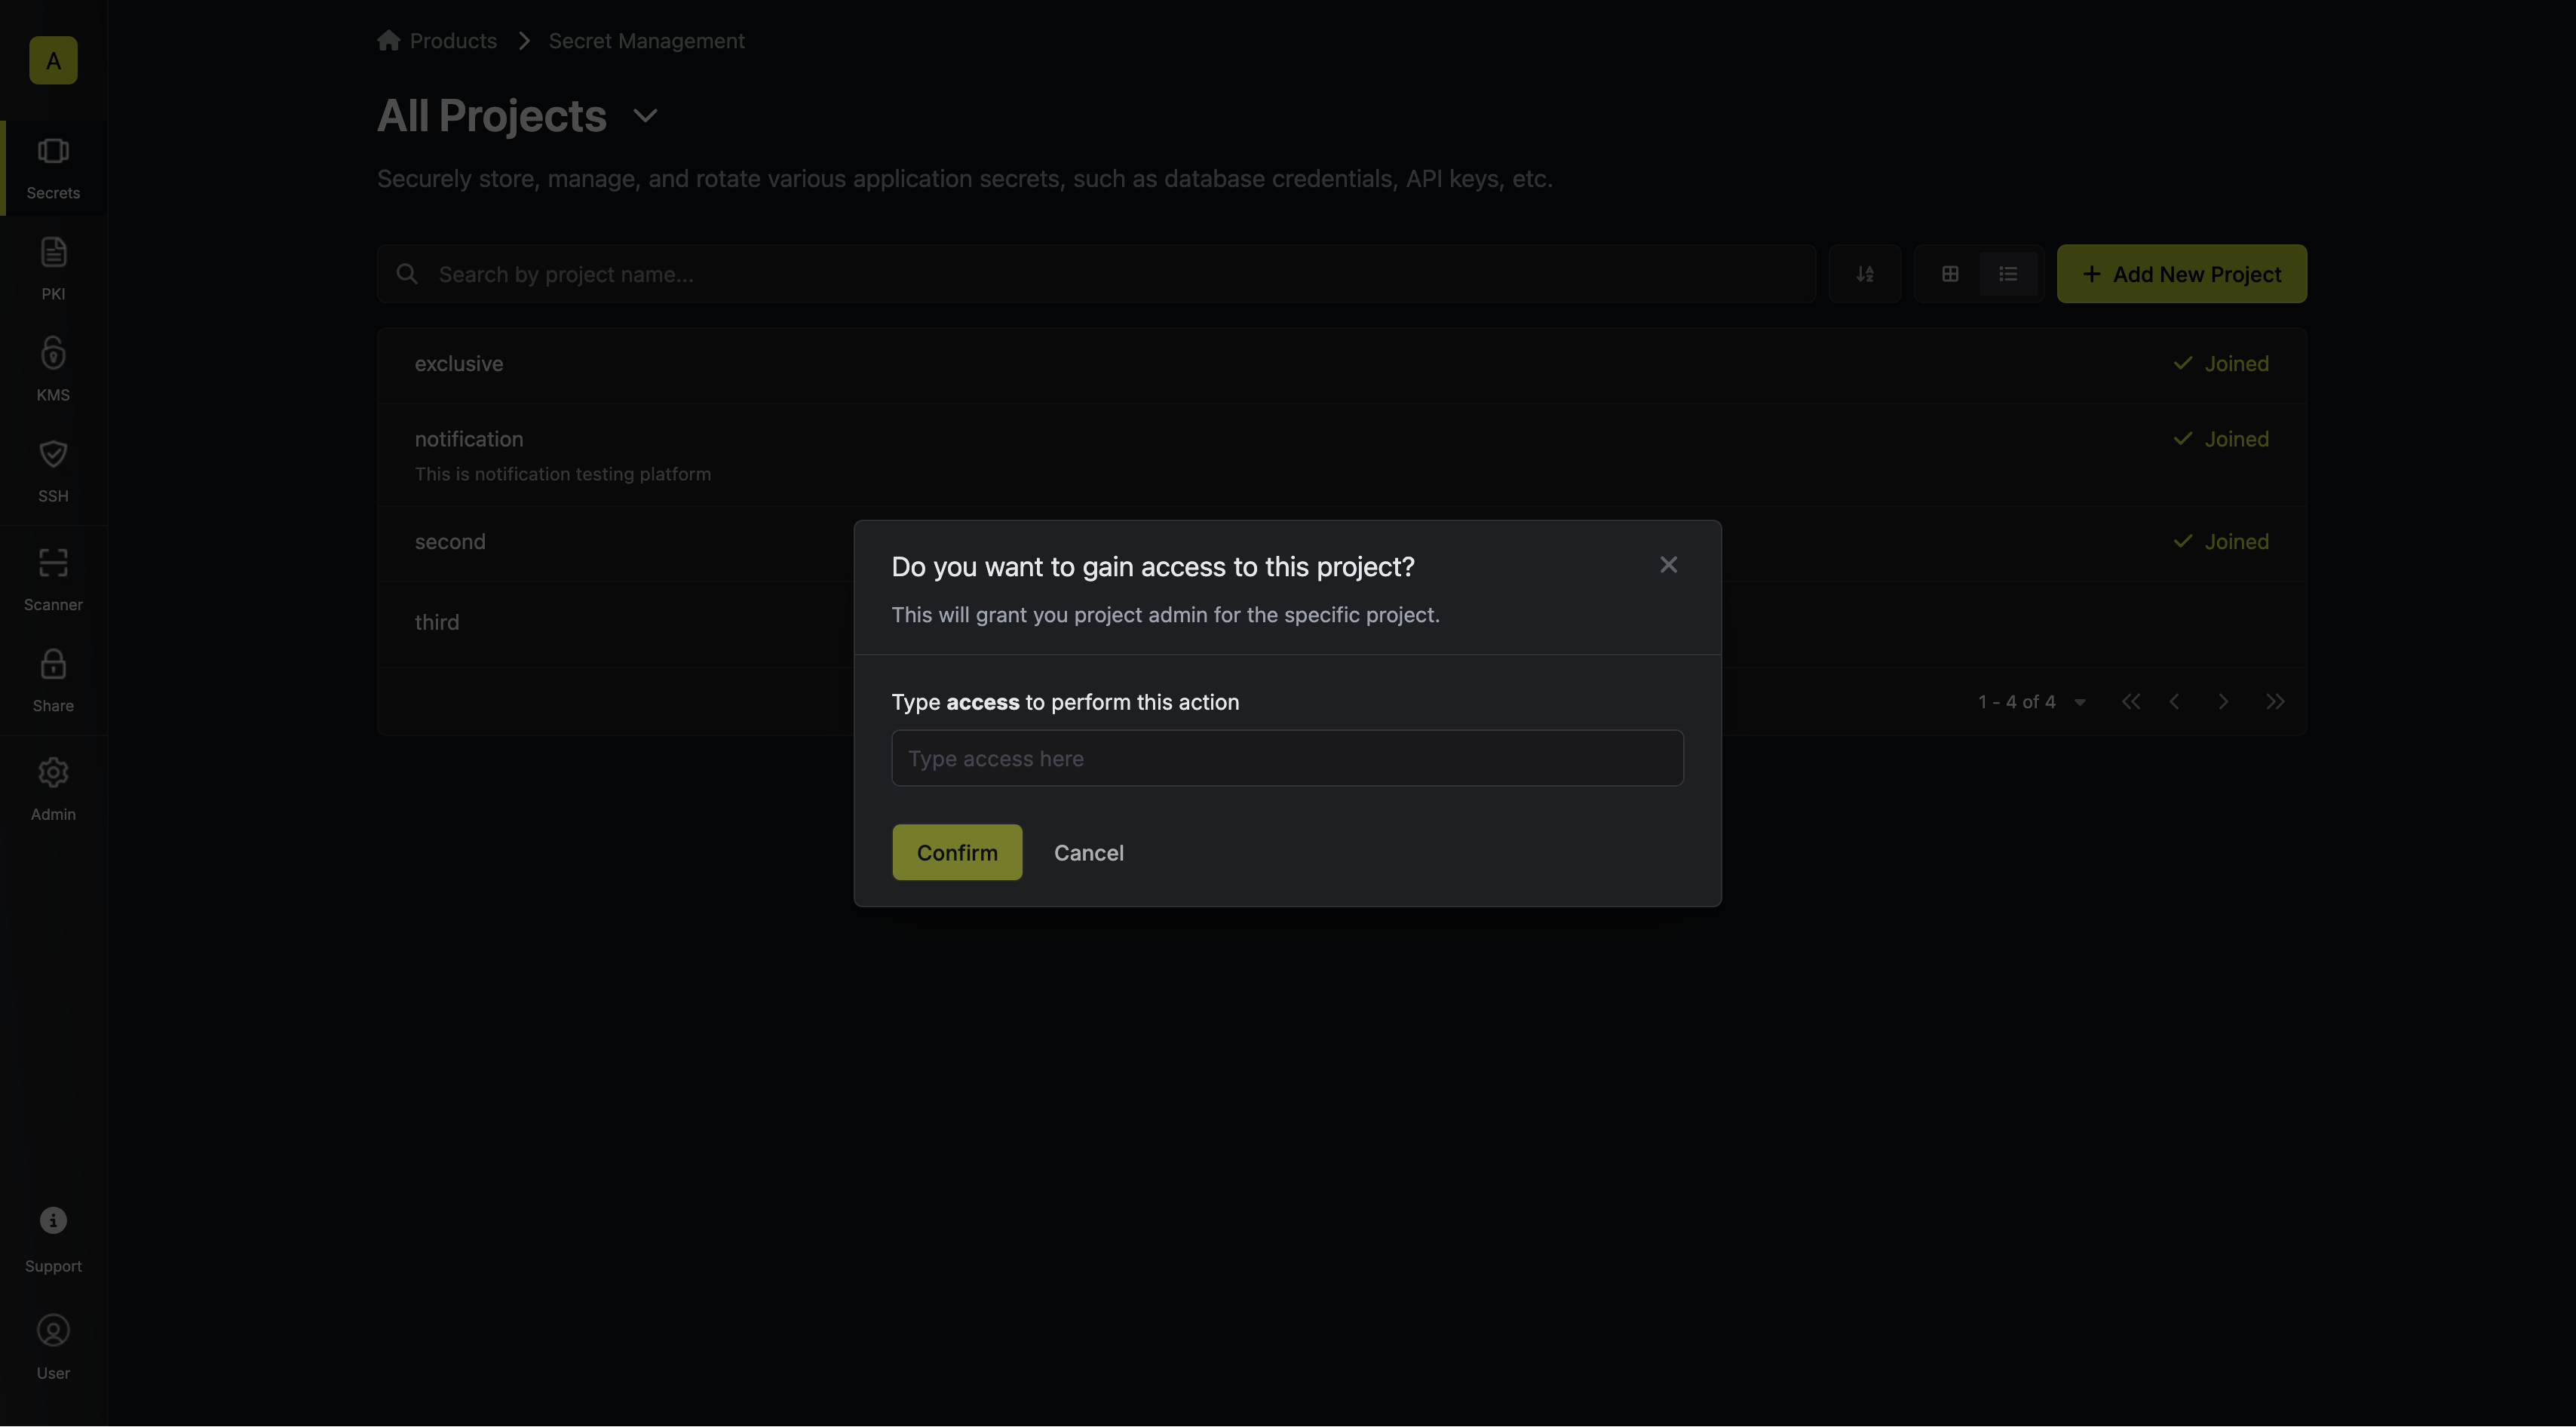 A
Secrets
PKI
KMS
SSH
Scanner
Share
Admin
Support
User
Products
Secret Management
All Projects
Securely store, manage, and rotate various application secrets, such as database credentials, API keys, etc.
Search by project name...
Add New Project
exclusive
Joined
notification
Joined
This is notification testing platform
second
Joined
third
1 - 4 of 4
Do you want to gain access to this project?
This will grant you project admin for the specific project.
Type access to perform this action
Type access here
Confirm
Cancel